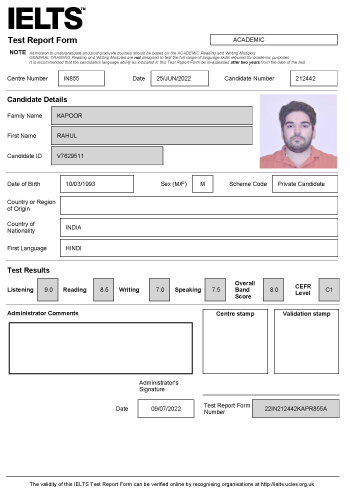 IELTS™
Test Report Form
ACADEMIC
NOTE Admission to undergraduate and post graduate courses should be based on the ACADEMIC Reading and Writing Modules.
GENERAL TRAINING Reading and Writing Modules are not designed to test the full range of language skills required for academic purposes.
It is recommended that the candidate's language ability as indicated in this Test Report Form be re-assessed after two years from the date of the test.
Centre Number IN855 Date 25/JUN/2022 Candidate Number 212442
Candidate Details
Family Name KAPOOR
First Name RAHUL
Candidate ID V7629511
Date of Birth 10/03/1993 Sex (M/F) M Scheme Code Private Candidate
Country or Region
of Origin
Country of
Nationality INDIA
First Language HINDI
Test Results
Listening 9.0 Reading 8.5 Writing 7.0 Speaking 7.5 Overall Band Score 8.0 CEFR Level C1
Administrator Comments
Centre stamp
Validation stamp
Administrator's
Signature
Date 09/07/2022
Test Report Form
Number 22IN212442KAPR855A
The validity of this IELTS Test Report Form can be verified online by recognising organisations at http://ielts.ucles.org.uk